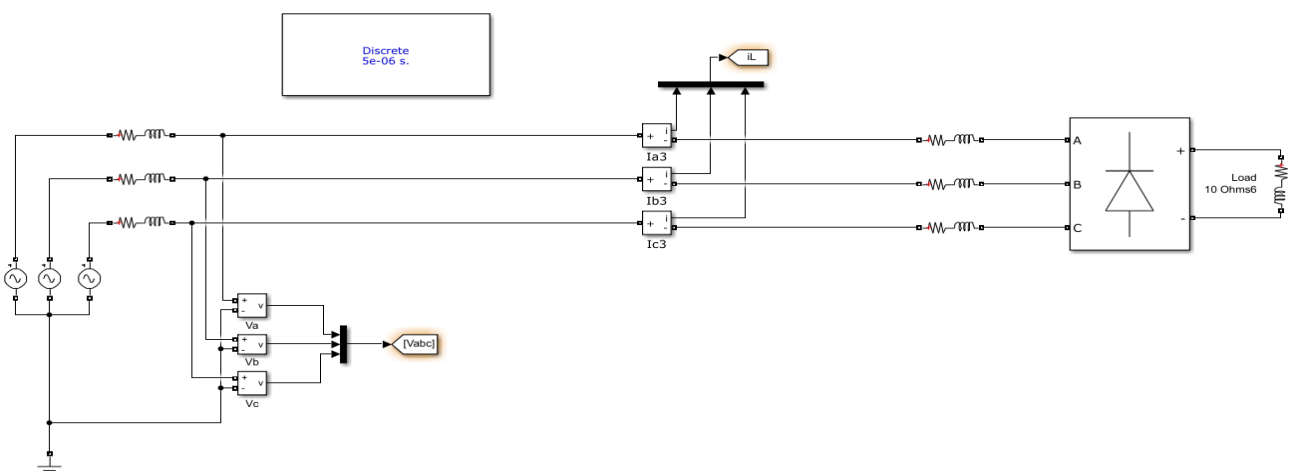 Discrete
5e-06 s.
iL
+
i
-
Ia3
+
i
-
Ib3
+
i
-
Ic3
A
B
C
+
-
Load
10 Ohms6
+
-
v
Va
+
-
v
Vb
+
-
v
Vc
[Vabc]